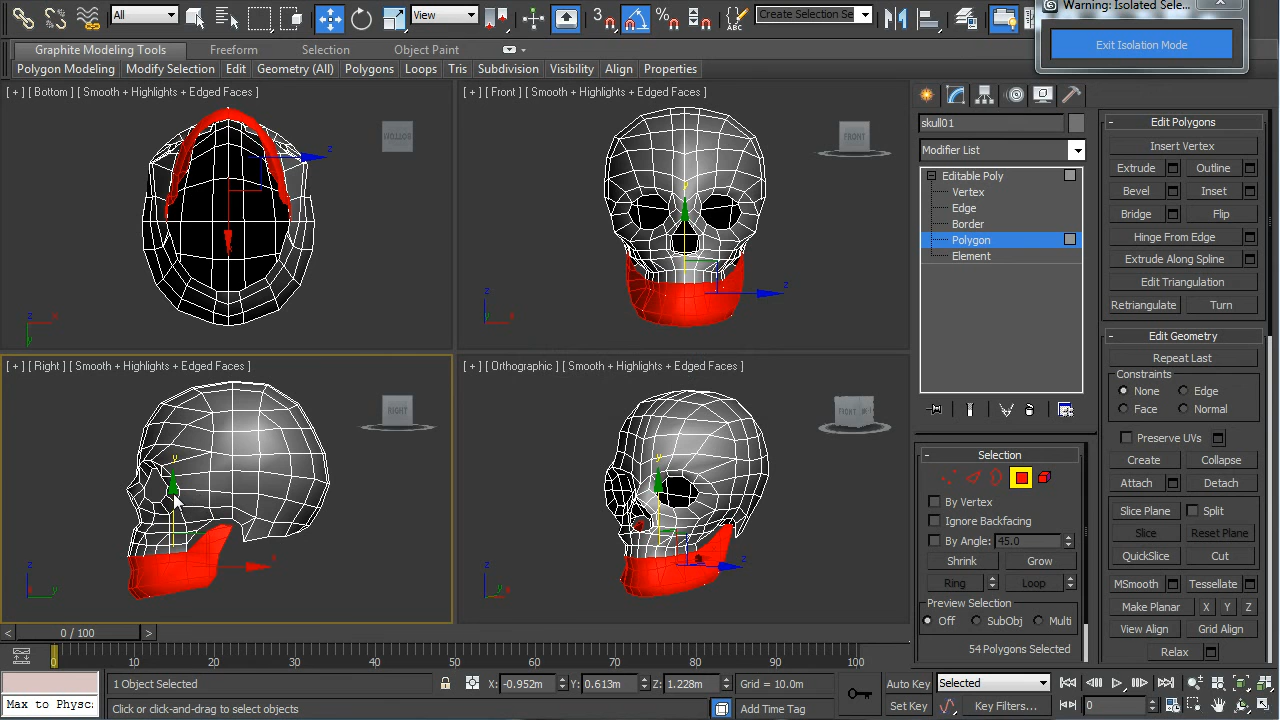 All
View
3
Create Selection Se
Warning: Isolated Sele...
Exit Isolation Mode
Graphite Modeling Tools Freeform Selection Object Paint
Polygon Modeling Modify Selection Edit Geometry (All) Polygons Loops Tris Subdivision Visibility Align Properties
[ + ] [ Bottom ] [ Smooth + Highlights + Edged Faces ]
[ + ] [ Front ] [ Smooth + Highlights + Edged Faces ]
FRONT
[ + ] [ Right ] [ Smooth + Highlights + Edged Faces ]
RIGHT
[ + ] [ Orthographic ] [ Smooth + Highlights + Edged Faces ]
FRONT
skull01
Modifier List
Editable Poly
Vertex
Edge
Border
Polygon
Element
Selection
By Vertex
Ignore Backfacing
By Angle: 45.0
Shrink Grow
Ring Loop
Preview Selection
Off SubObj Multi
54 Polygons Selected
Edit Polygons
Insert Vertex
Extrude Outline
Bevel Inset
Bridge Flip
Hinge From Edge
Extrude Along Spline
Edit Triangulation
Retriangulate Turn
Edit Geometry
Repeat Last
Constraints
None Edge
Face Normal
Preserve UVs
Create Collapse
Attach Detach
Slice Plane Split
Slice Reset Plane
QuickSlice Cut
MSmooth Tessellate
Make Planar X Y Z
View Align Grid Align
Relax
< 0 / 100 >
0 10 20 30 40 50 60 70 80 90 100
1 Object Selected X: -0.952m Y: 0.613m Z: 1.228m Grid = 10.0m Auto Key Selected
Max to Physc Click or click-and-drag to select objects Add Time Tag Set Key Key Filters... 0